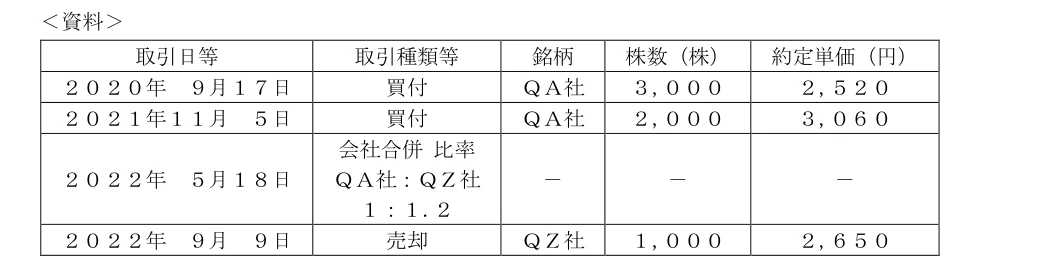 ＜資料＞
取引日等 取引種類等 銘柄 株数（株） 約定単価（円）
２０２０年　９月１７日 買付 ＱＡ社 ３,０００ ２,５２０
２０２１年１１月　５日 買付 ＱＡ社 ２,０００ ３,０６０
会社合併 比率
２０２２年　５月１８日 ＱＡ社：ＱＺ社 － － －
１：１.２
２０２２年　９月　９日 売却 ＱＺ社 １,０００ ２,６５０